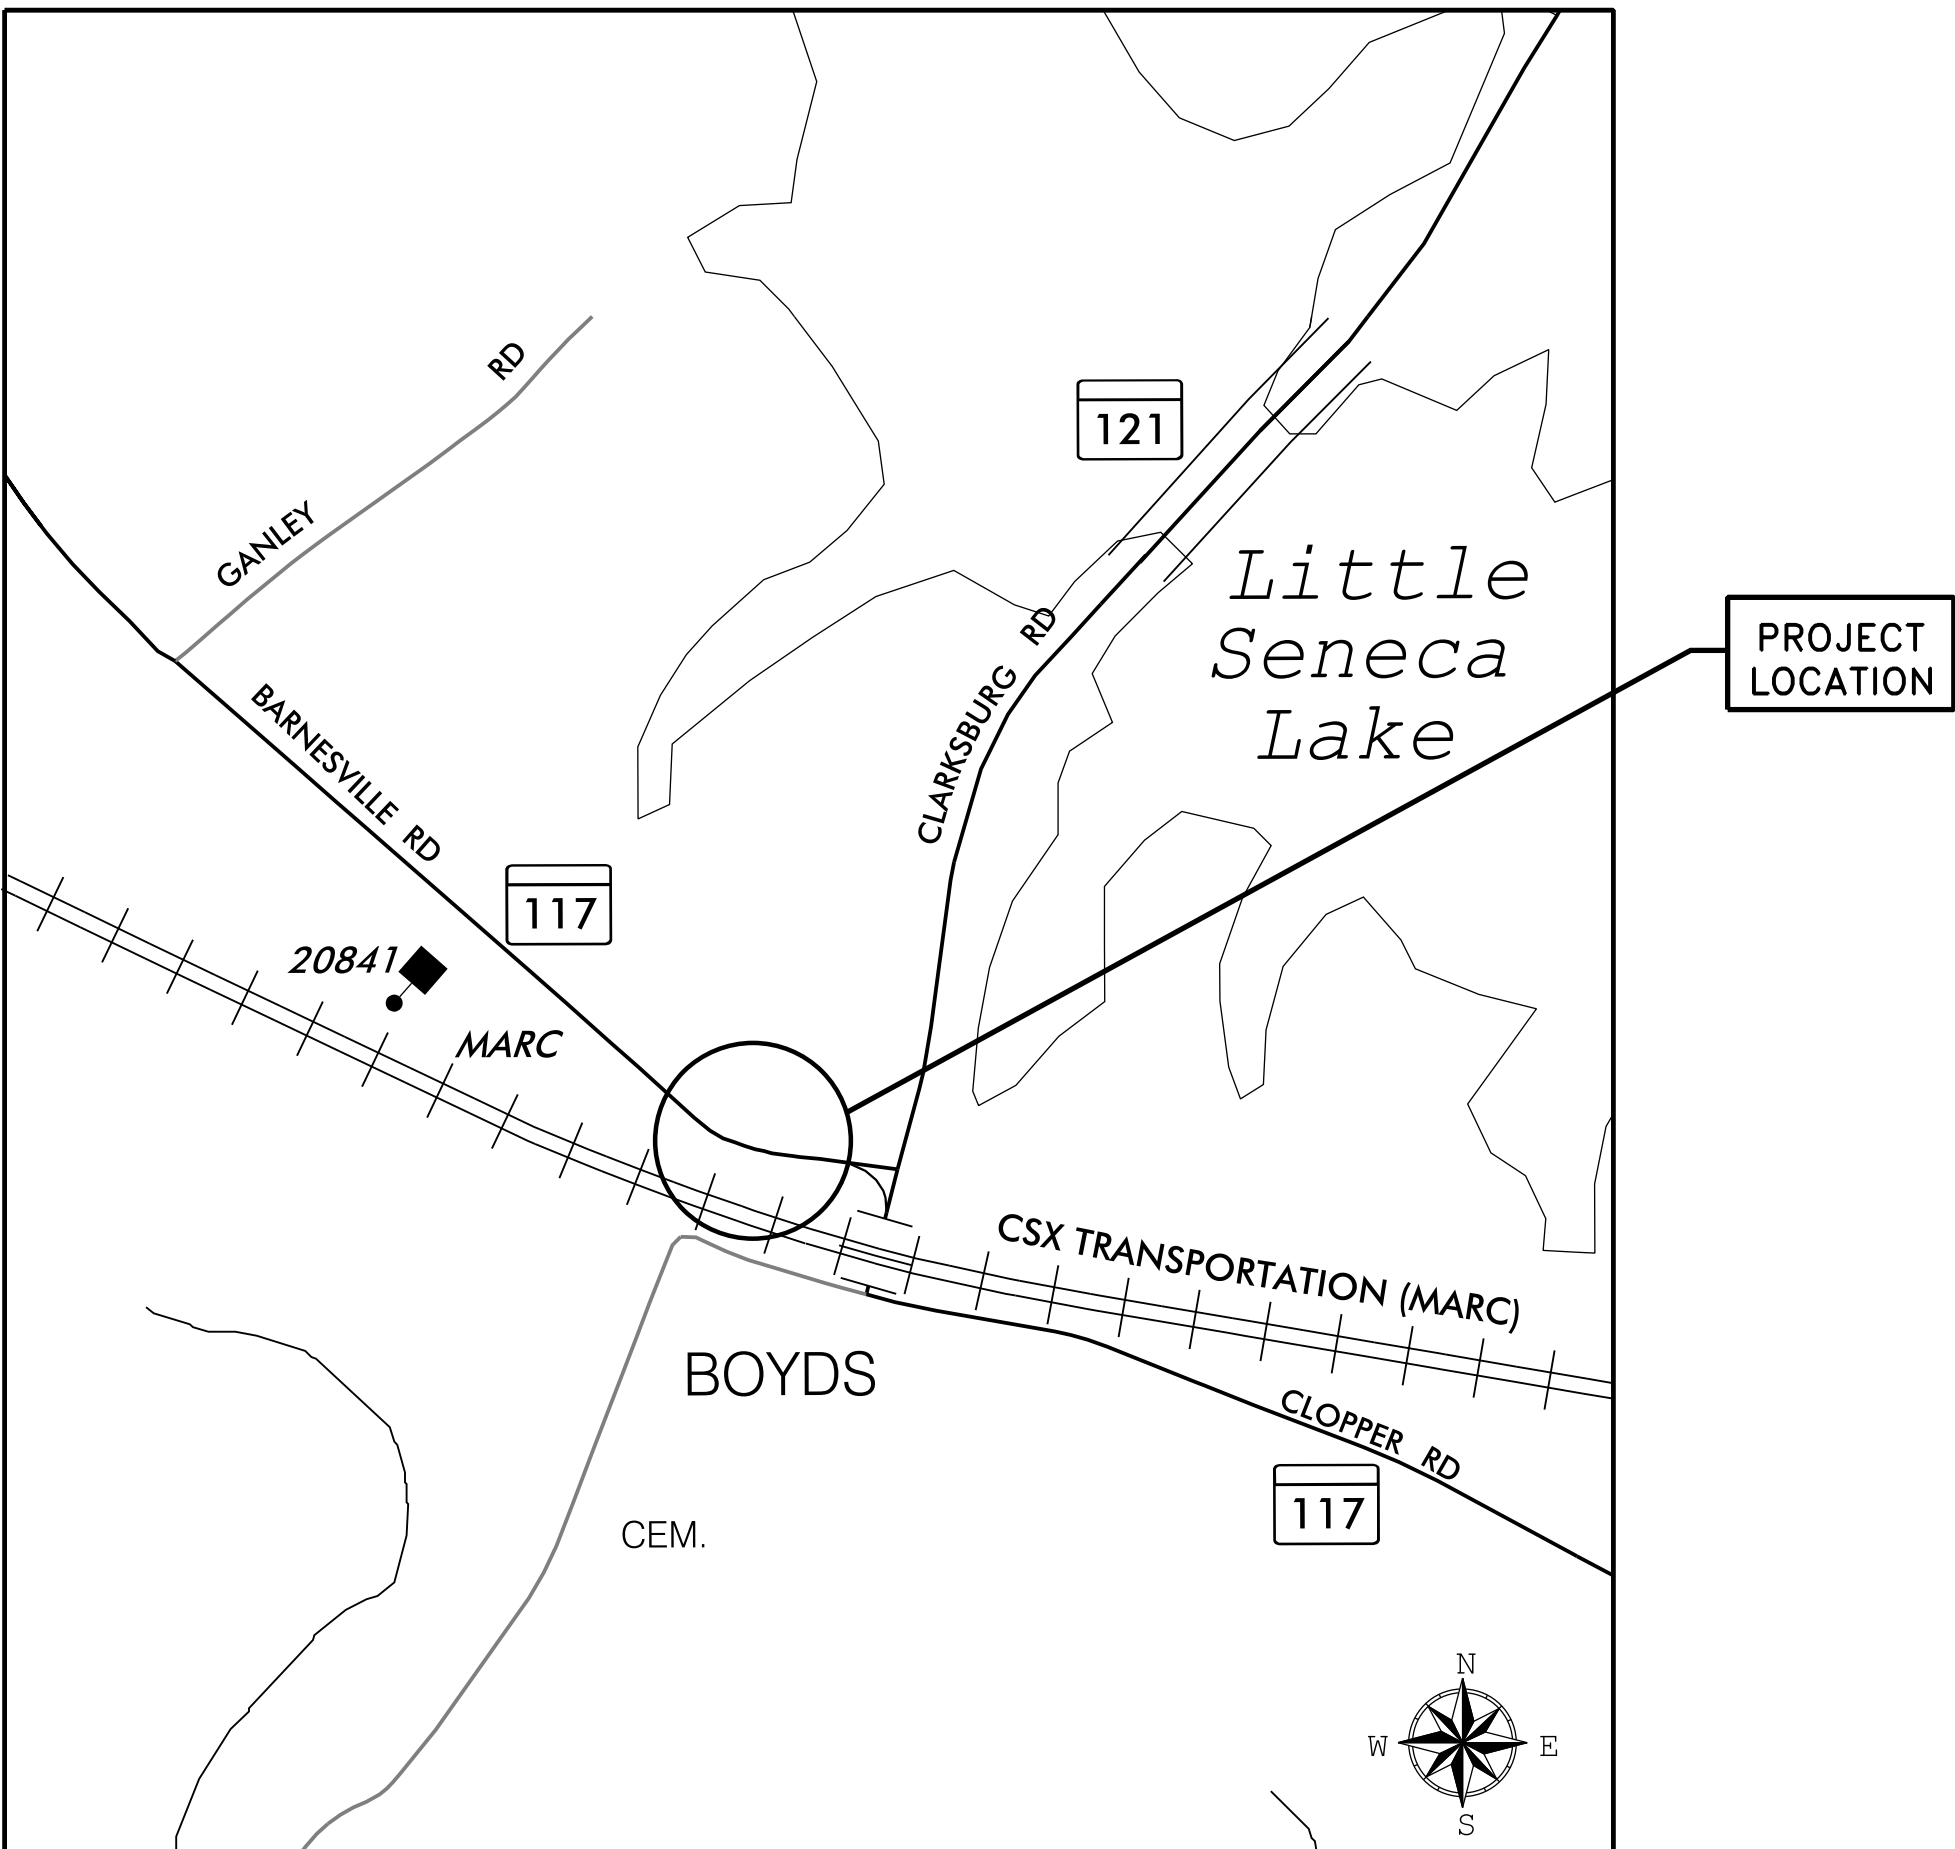 GANLEY RD
121
Little
Seneca
Lake
PROJECT
LOCATION
CLARKSBURG RD
BARNESVILLE RD
117
20841
MARC
CSX TRANSPORTATION (MARC)
BOYDS
CLOPPER RD
117
CEM.
N
W
E
S